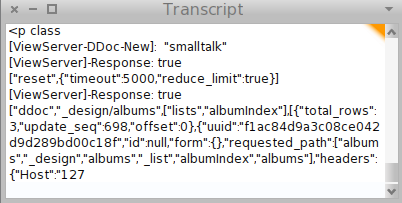 Transcript
<p class
[ViewServer-DDoc-New]:  "smalltalk"
[ViewServer]-Response: true
["reset",{"timeout":5000,"reduce_limit":true}]
[ViewServer]-Response: true
["ddoc","_design/albums",["lists","albumIndex"],[{"total_rows":
3,"update_seq":698,"offset":0},{"uuid":"f1ac84d9a3c08ce042
d9d289bd00c18f","id":null,"form":{},"requested_path":["album
s","_design","albums","_list","albumIndex","albums"],"headers":
{"Host":"127